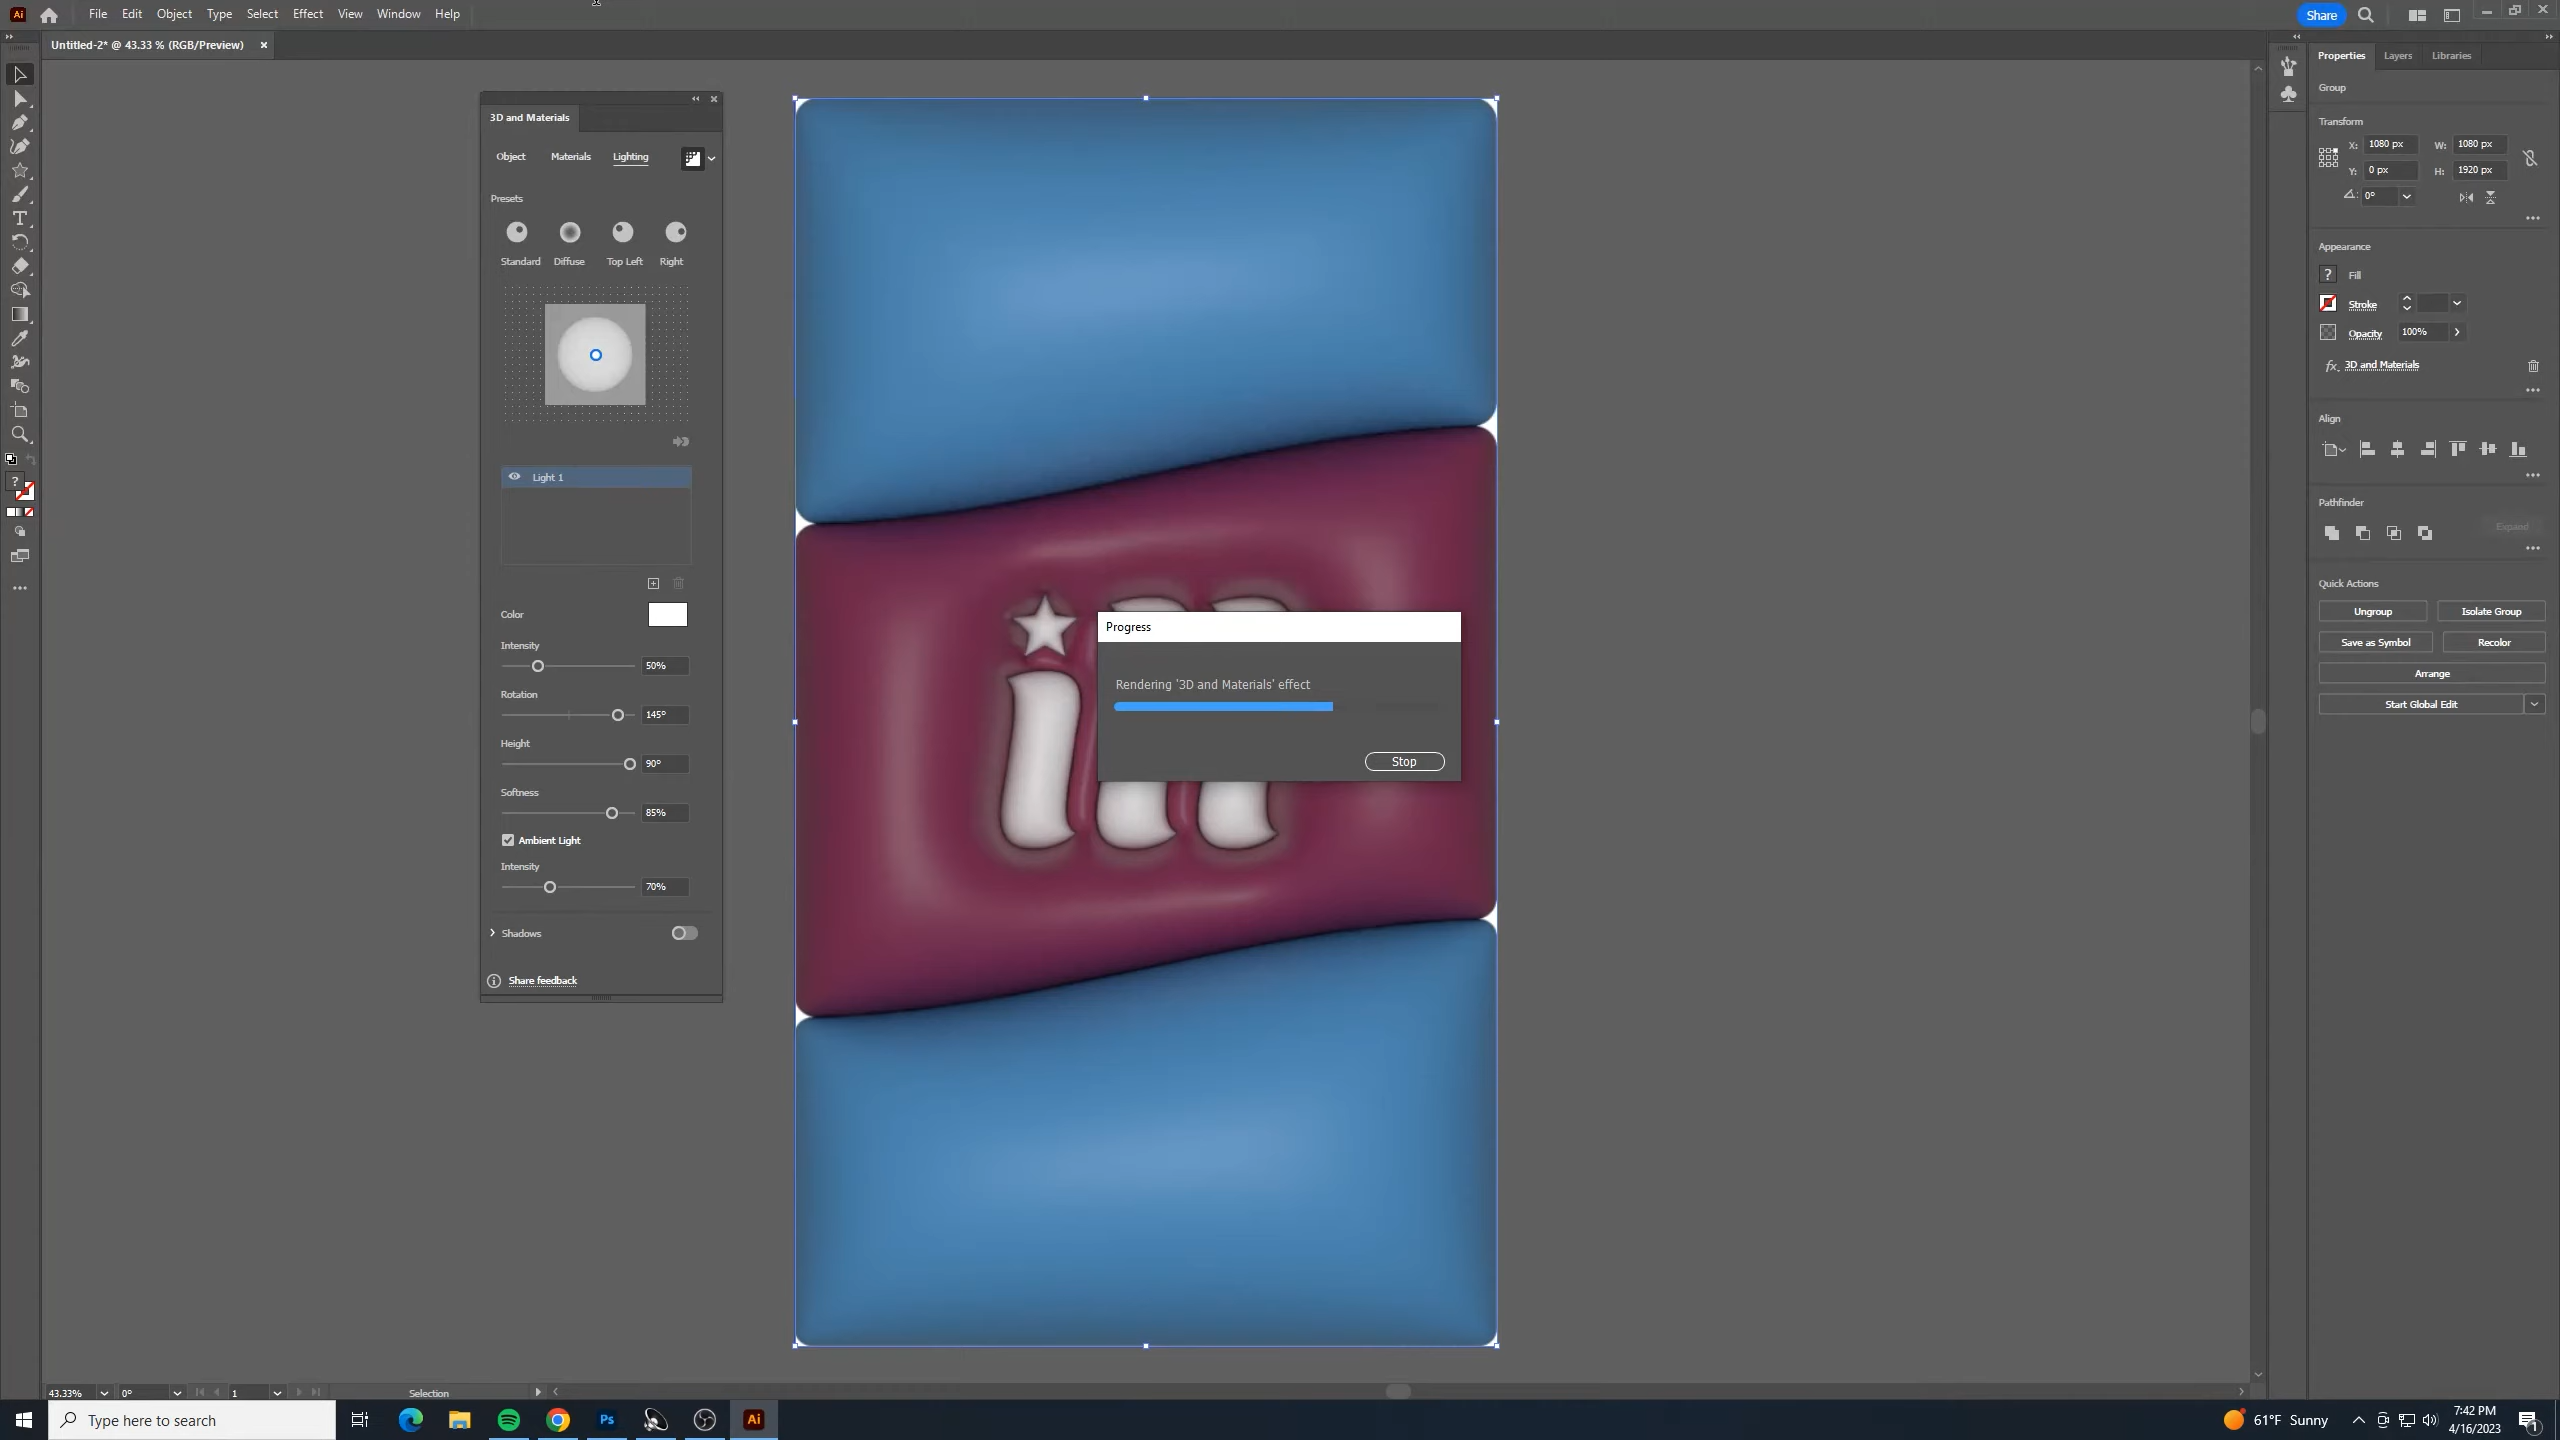 Ai
File Edit Object Type Select Effect View Window Help
Share
Untitled-2* @ 43.33 % (RGB/Preview)
3D and Materials
Object Materials Lighting
Presets
Standard Diffuse Top Left Right
Light 1
Color
Intensity
50%
Rotation
145°
Height
90°
Softness
85%
Ambient Light
Intensity
70%
Shadows
Share feedback
Progress
Rendering '3D and Materials' effect
Stop
Properties Layers Libraries
Group
Transform
X: 1080 px W: 1080 px
Y: 0 px H: 1920 px
0°
Appearance
? Fill
Stroke
Opacity 100%
fx 3D and Materials
Align
Pathfinder
Expand
Quick Actions
Ungroup Isolate Group
Save as Symbol Recolor
Arrange
Start Global Edit
43.33% 0° 1 Selection
Type here to search
Ps
Ai
61°F Sunny
7:42 PM
4/16/2023
1